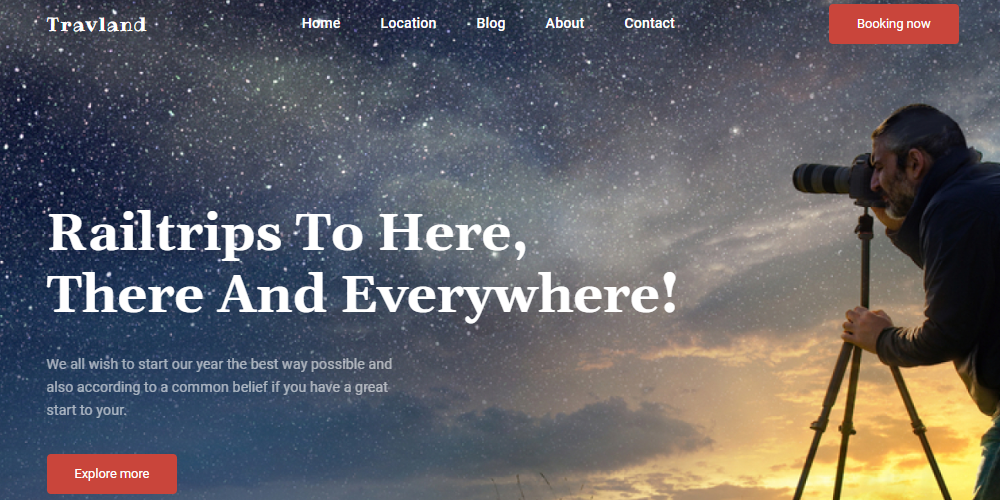 Travland
Home Location Blog About Contact
Booking now
Railtrips To Here,
There And Everywhere!
We all wish to start our year the best way possible and
also according to a common belief if you have a great
start to your.
Explore more